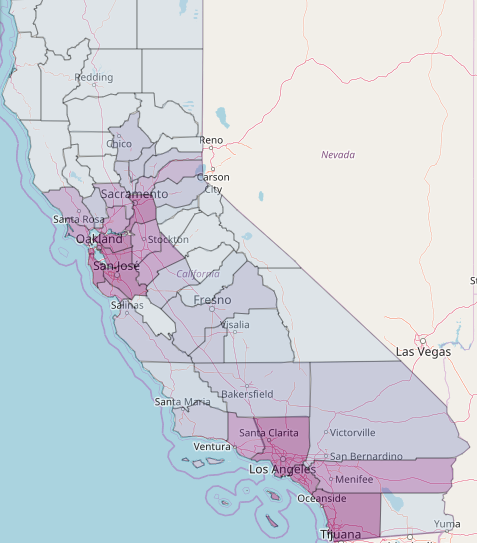 Redding
Chico
Reno
Nevada
Carson
City
Sacramento
Santa Rosa
Oakland
Stockton
San Jose
California
Salinas
Fresno
Visalia
Las Vegas
Bakersfield
Santa Maria
Santa Clarita
Victorville
Ventura
San Bernardino
Los Angeles
Menifee
Oceanside
Yuma
Tijuana